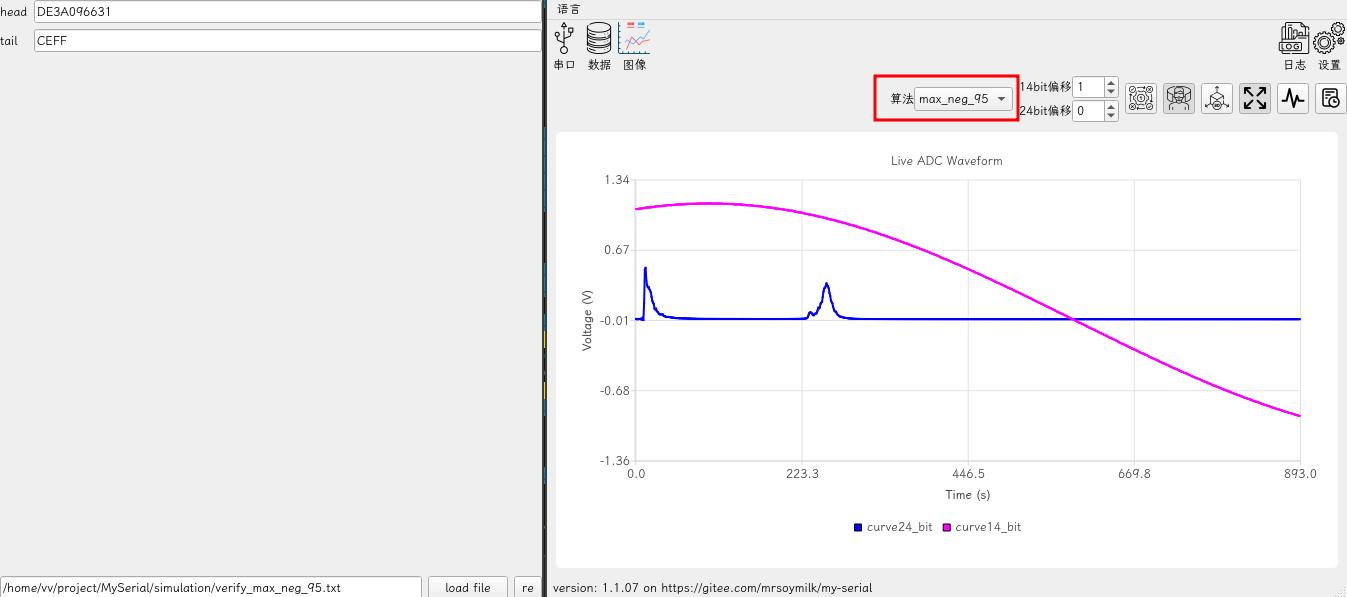 head DE3A096631
tail CEFF
/home/vv/project/MySerial/simulation/verify_max_neg_95.txt load file re
语言
串口 数据 图像
日志 设置
LOG
算法 max_neg_95
14bit偏移 1
24bit偏移 0
Live ADC Waveform
1.34
0.67
-0.01
-0.68
-1.36
Voltage (V)
0.0 223.3 446.5 669.8 893.0
Time (s)
curve24_bit curve14_bit
version: 1.1.07 on https://gitee.com/mrsoymilk/my-serial